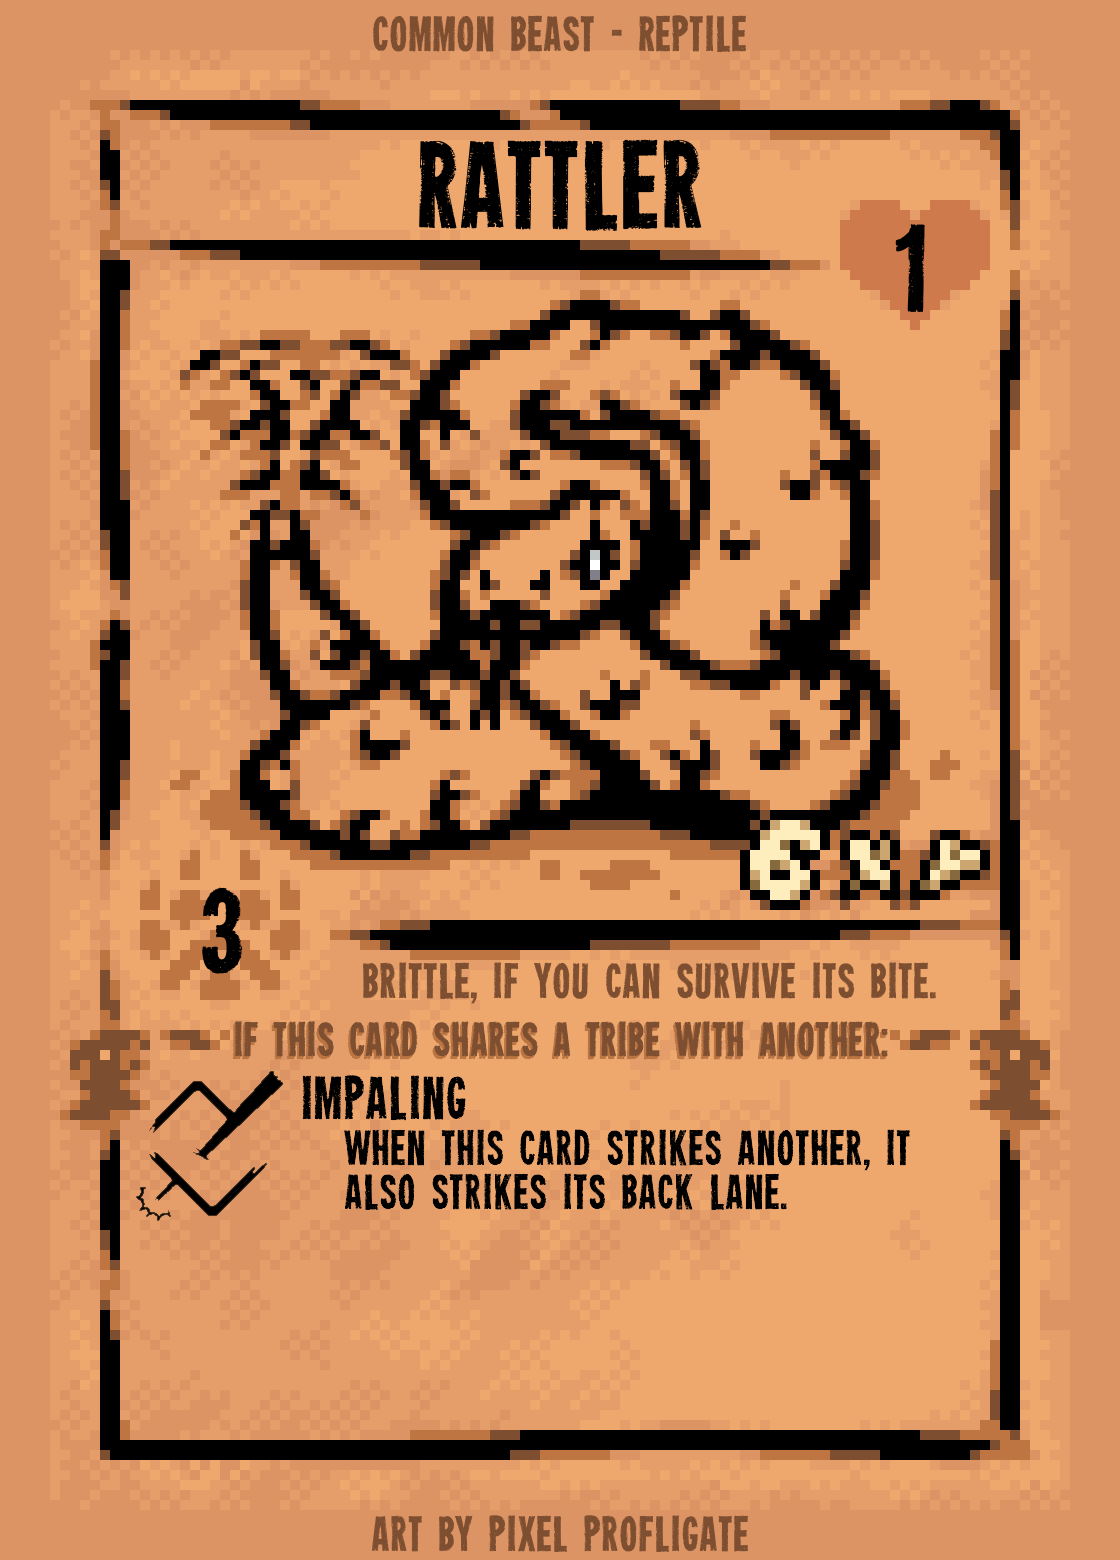 COMMON BEAST - REPTILE
RATTLER
1
6 X
3
BRITTLE, IF YOU CAN SURVIVE ITS BITE.
IF THIS CARD SHARES A TRIBE WITH ANOTHER:
IMPALING
WHEN THIS CARD STRIKES ANOTHER, IT
ALSO STRIKES ITS BACK LANE.
ART BY PIXEL PROFLIGATE